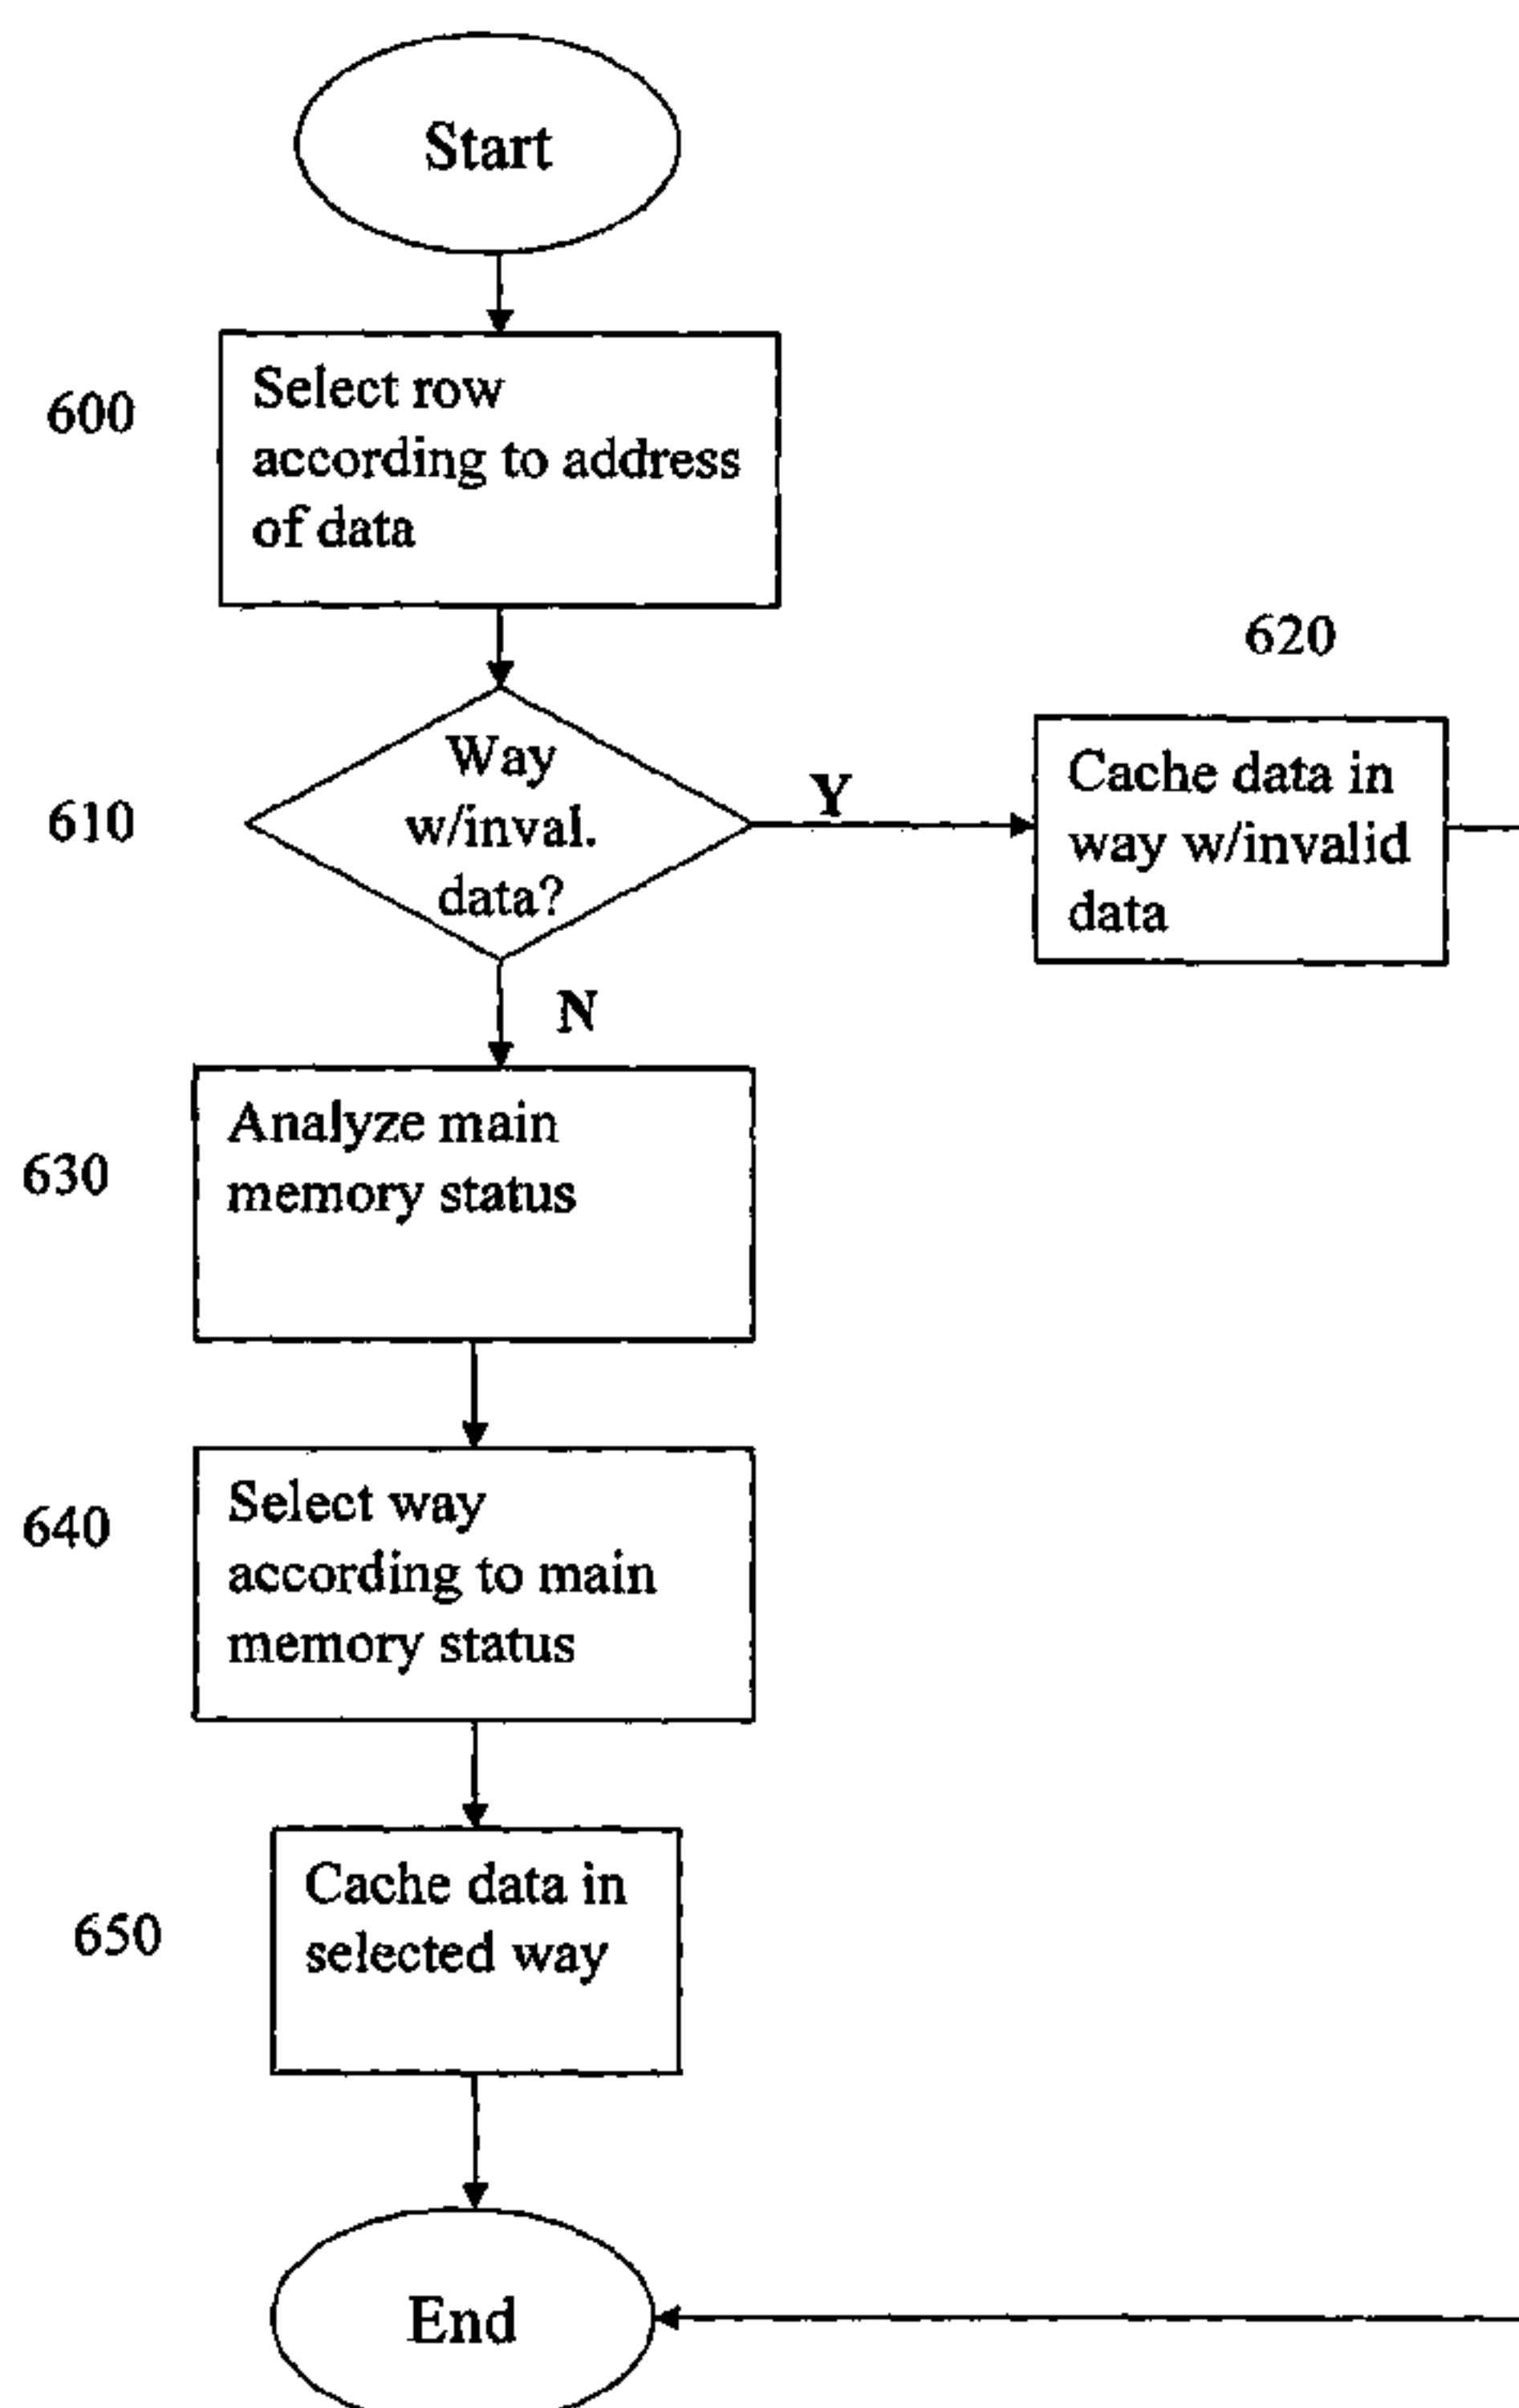 Start
600
Select row
according to address
of data
610
Way
w/inval.
data?
Y
620
Cache data in
way w/invalid
data
N
630
Analyze main
memory status
640
Select way
according to main
memory status
650
Cache data in
selected way
End